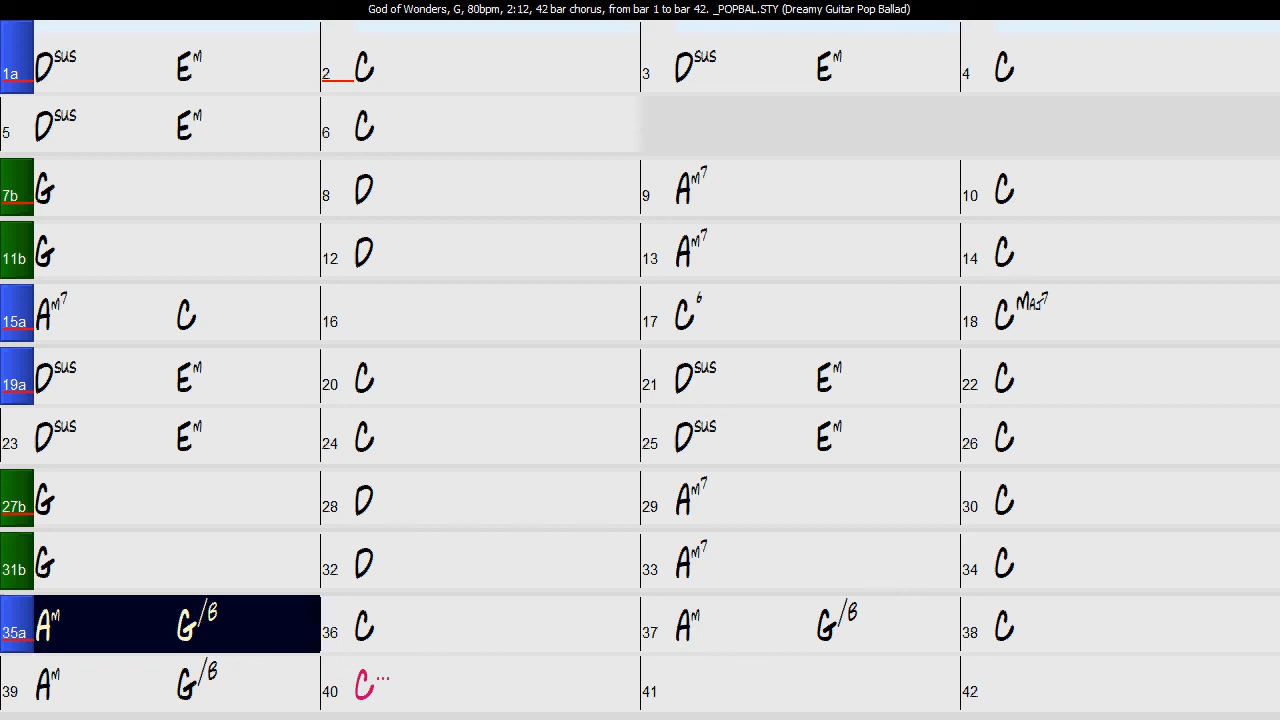 God of Wonders, G, 80bpm, 2:12, 42 bar chorus, from bar 1 to bar 42. _POPBAL.STY (Dreamy Guitar Pop Ballad)
1a Dsus Em 2 C 3 Dsus Em 4 C
5 Dsus Em 6 C
7b G 8 D 9 Am7 10 C
11b G 12 D 13 Am7 14 C
15a Am7 C 16 17 C6 18 CMaj7
19a Dsus Em 20 C 21 Dsus Em 22 C
23 Dsus Em 24 C 25 Dsus Em 26 C
27b G 28 D 29 Am7 30 C
31b G 32 D 33 Am7 34 C
35a Am G/B 36 C 37 Am G/B 38 C
39 Am G/B 40 C... 41 42